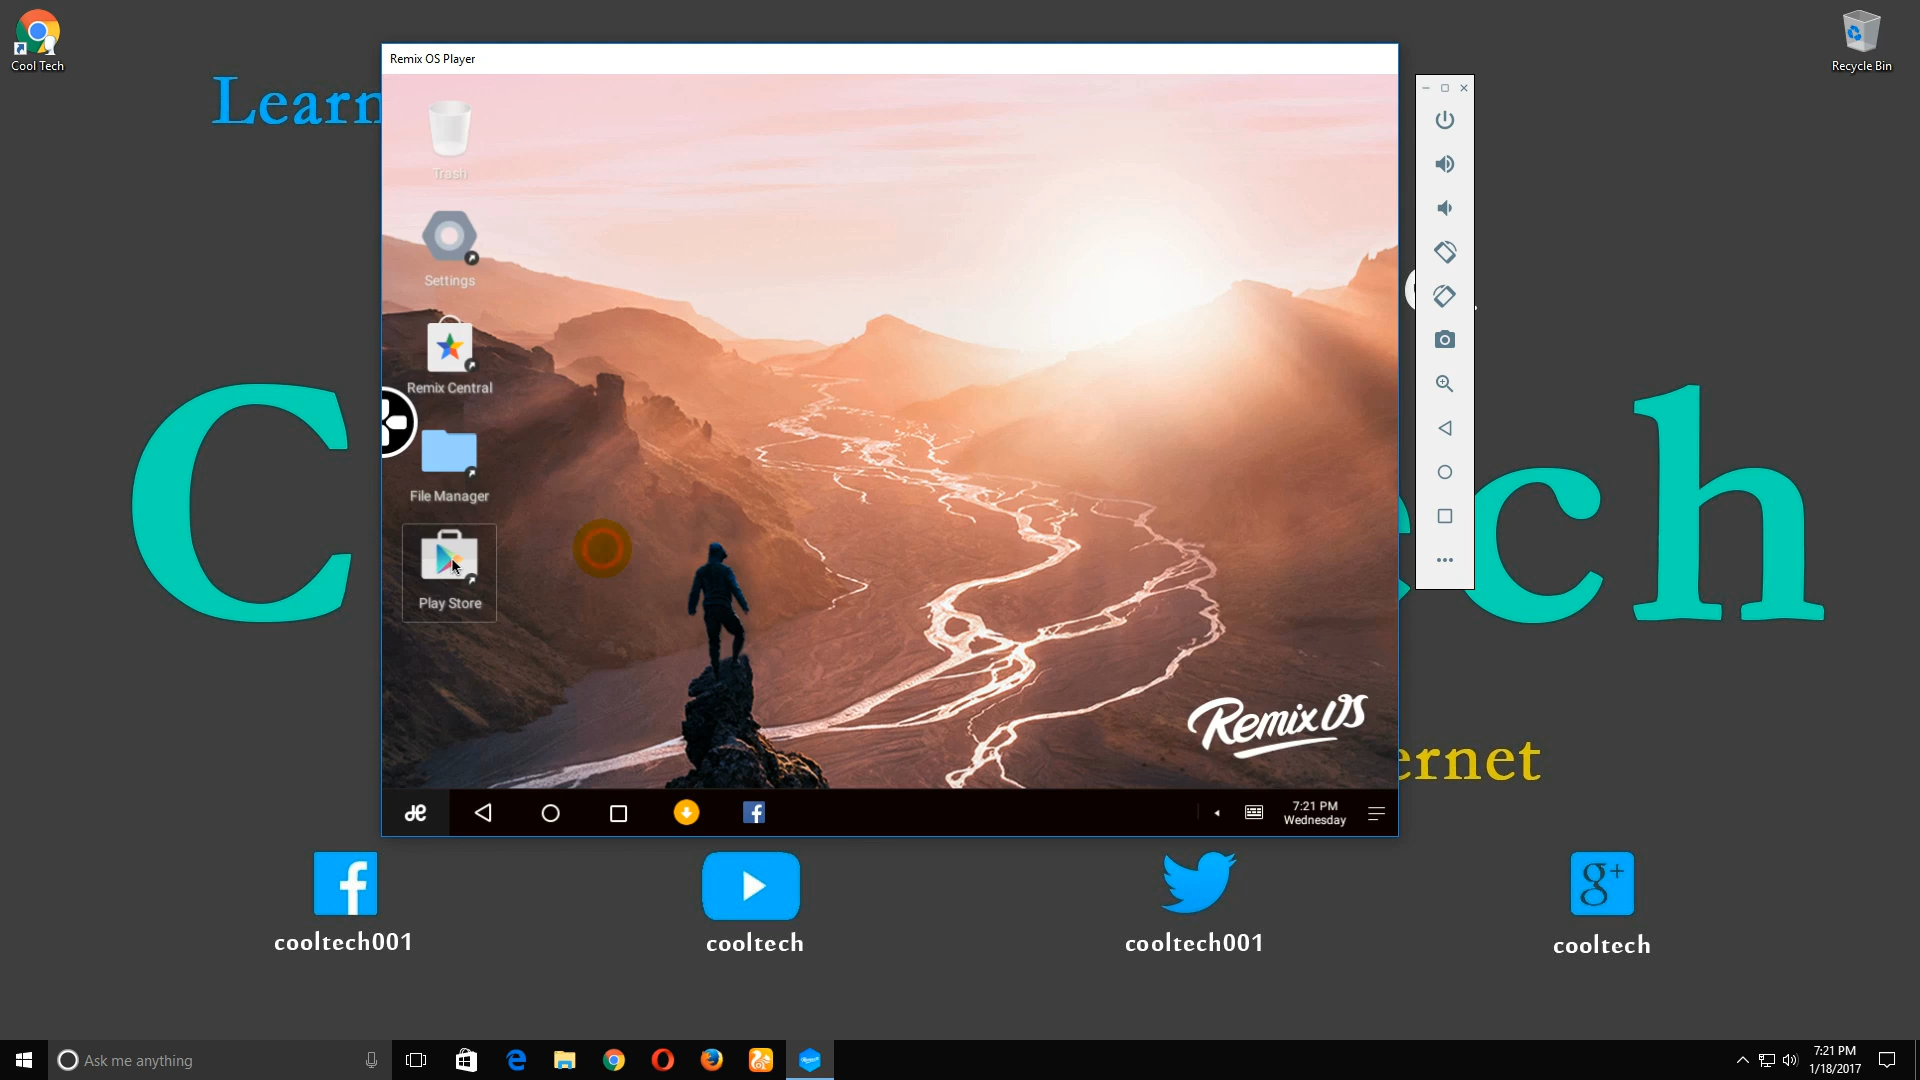 Cool Tech
Recycle Bin
Remix OS Player
Learn
Trash
Settings
Remix Central
File Manager
Play Store
C
ech
Remix OS
ernet
7:21 PM
Wednesday
cooltech001
cooltech
cooltech001
g+
cooltech
Ask me anything
7:21 PM
1/18/2017